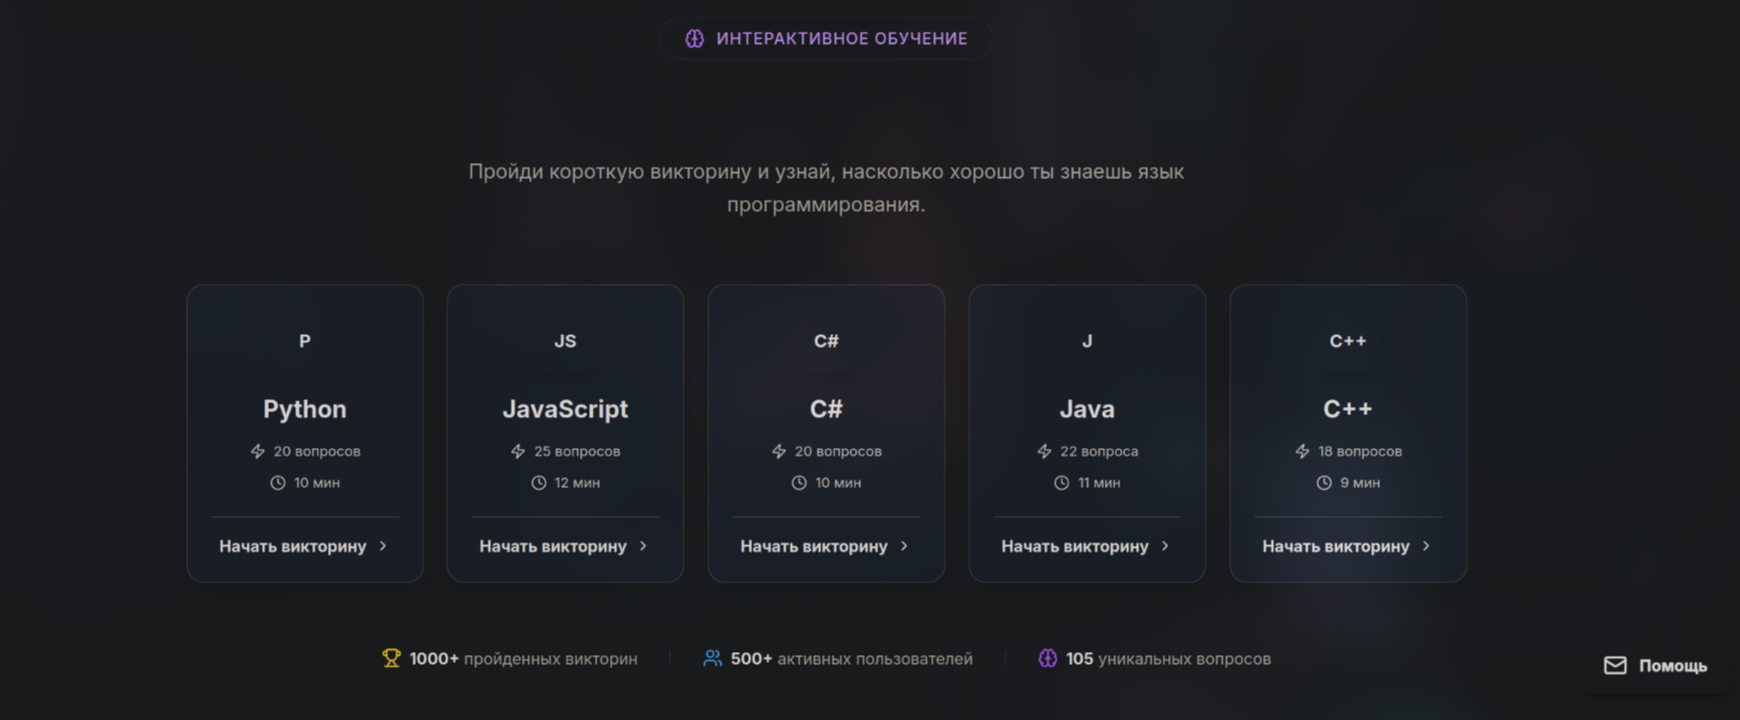 ИНТЕРАКТИВНОЕ ОБУЧЕНИЕ
Пройди короткую викторину и узнай, насколько хорошо ты знаешь язык
программирования.
P
Python
20 вопросов
10 мин
Начать викторину
JS
JavaScript
25 вопросов
12 мин
Начать викторину
C#
C#
20 вопросов
10 мин
Начать викторину
J
Java
22 вопроса
11 мин
Начать викторину
C++
C++
18 вопросов
9 мин
Начать викторину
1000+ пройденных викторин
500+ активных пользователей
105 уникальных вопросов
Помощь